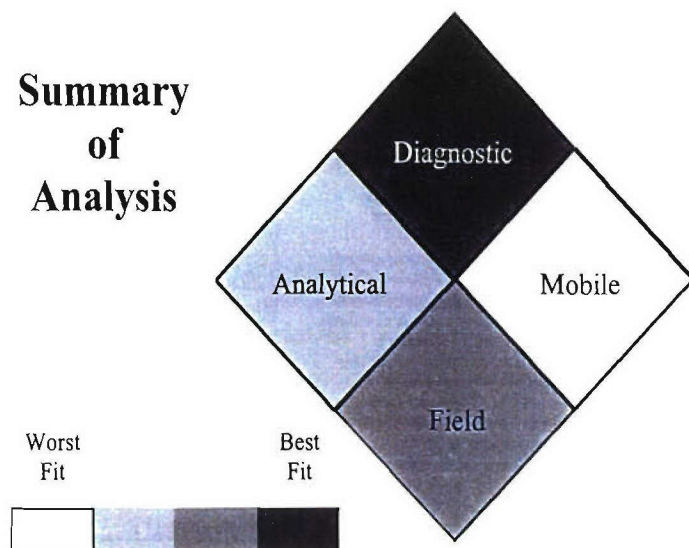 Summary
of
Analysis
Diagnostic
Analytical
Mobile
Field
Worst
Fit
Best
Fit